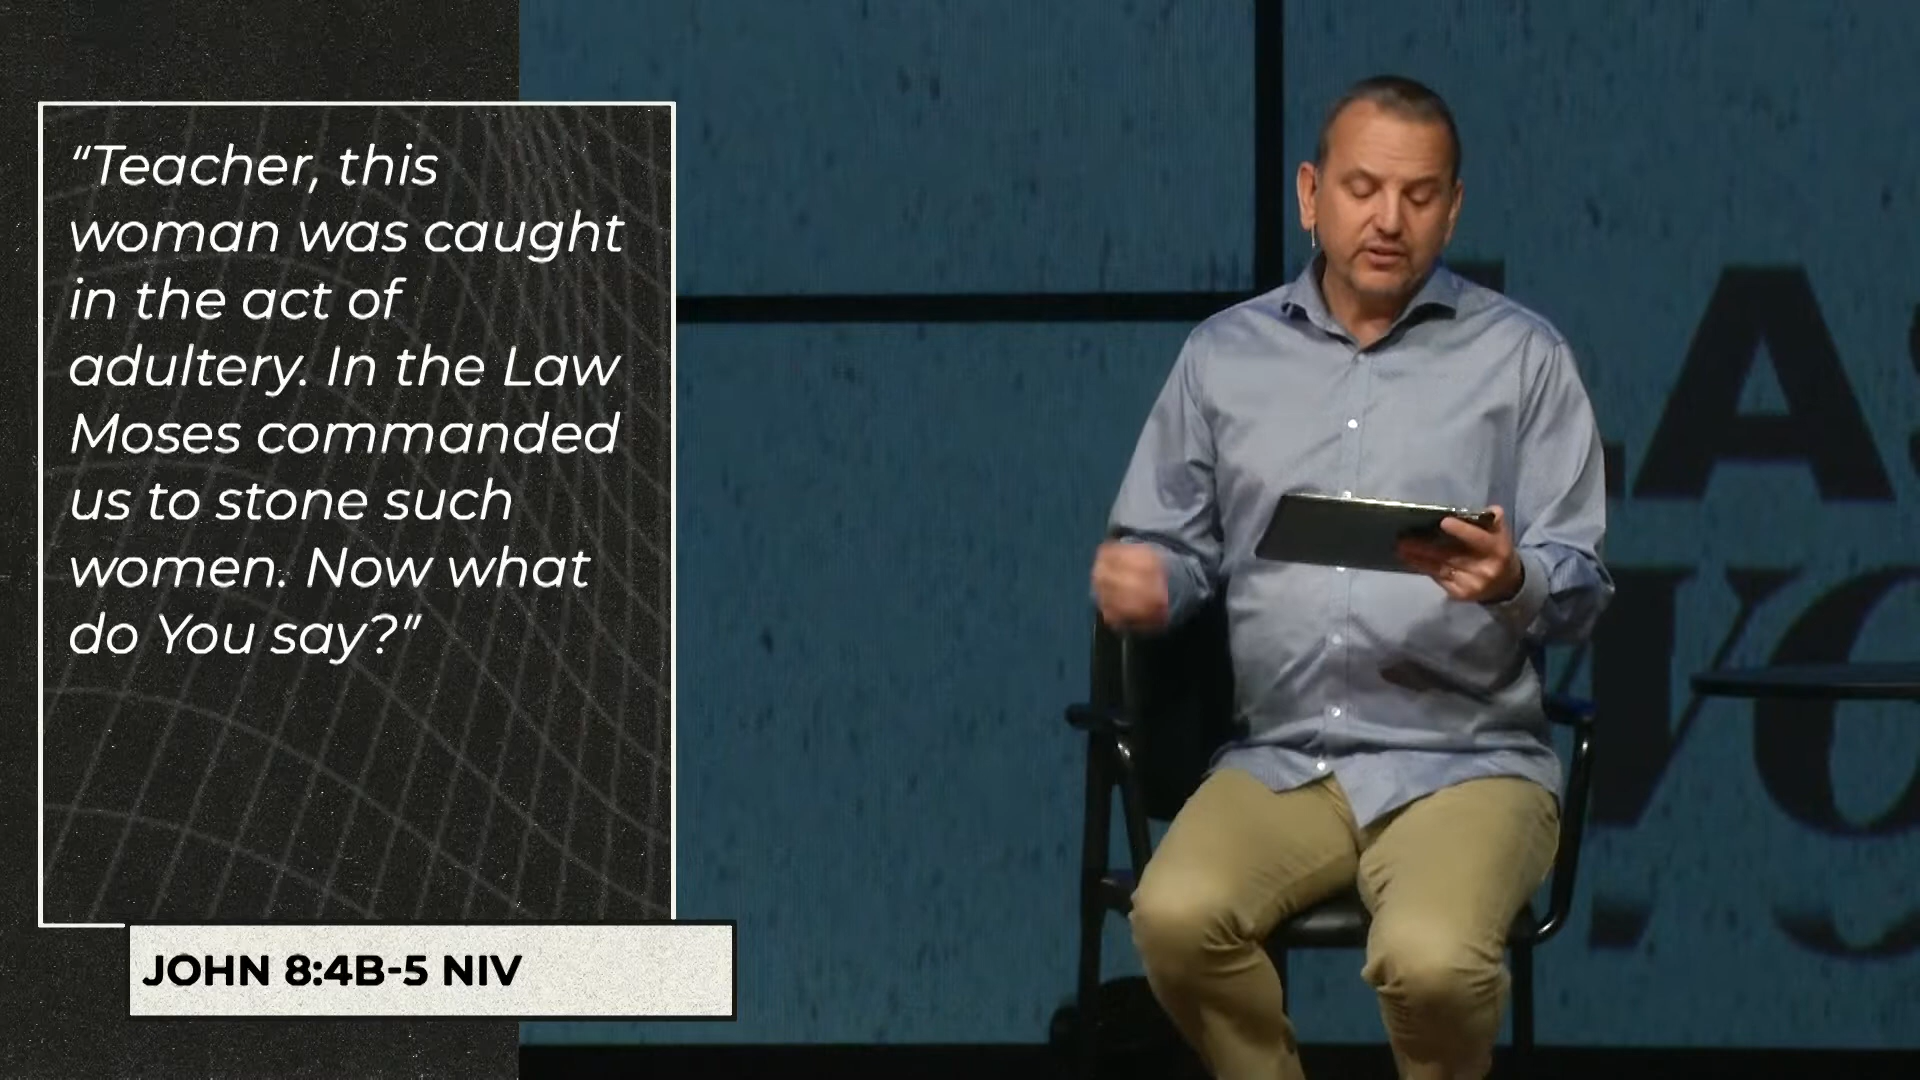 “Teacher, this
woman was caught
in the act of
adultery. In the Law
Moses commanded
us to stone such
women. Now what
do You say?”
JOHN 8:4B-5 NIV